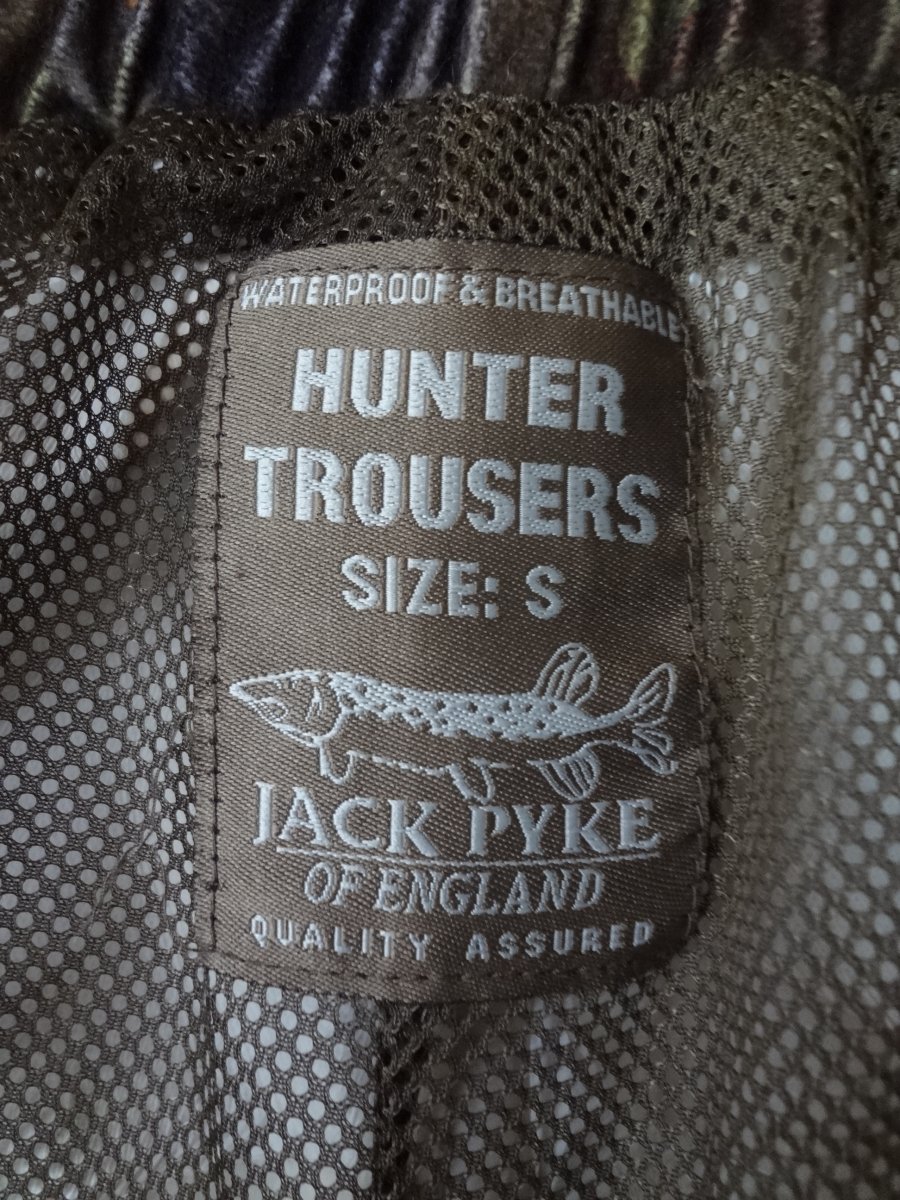 WATERPROOF & BREATHABLE
HUNTER
TROUSERS
SIZE: S
JACK PYKE
OF ENGLAND
QUALITY ASSURED